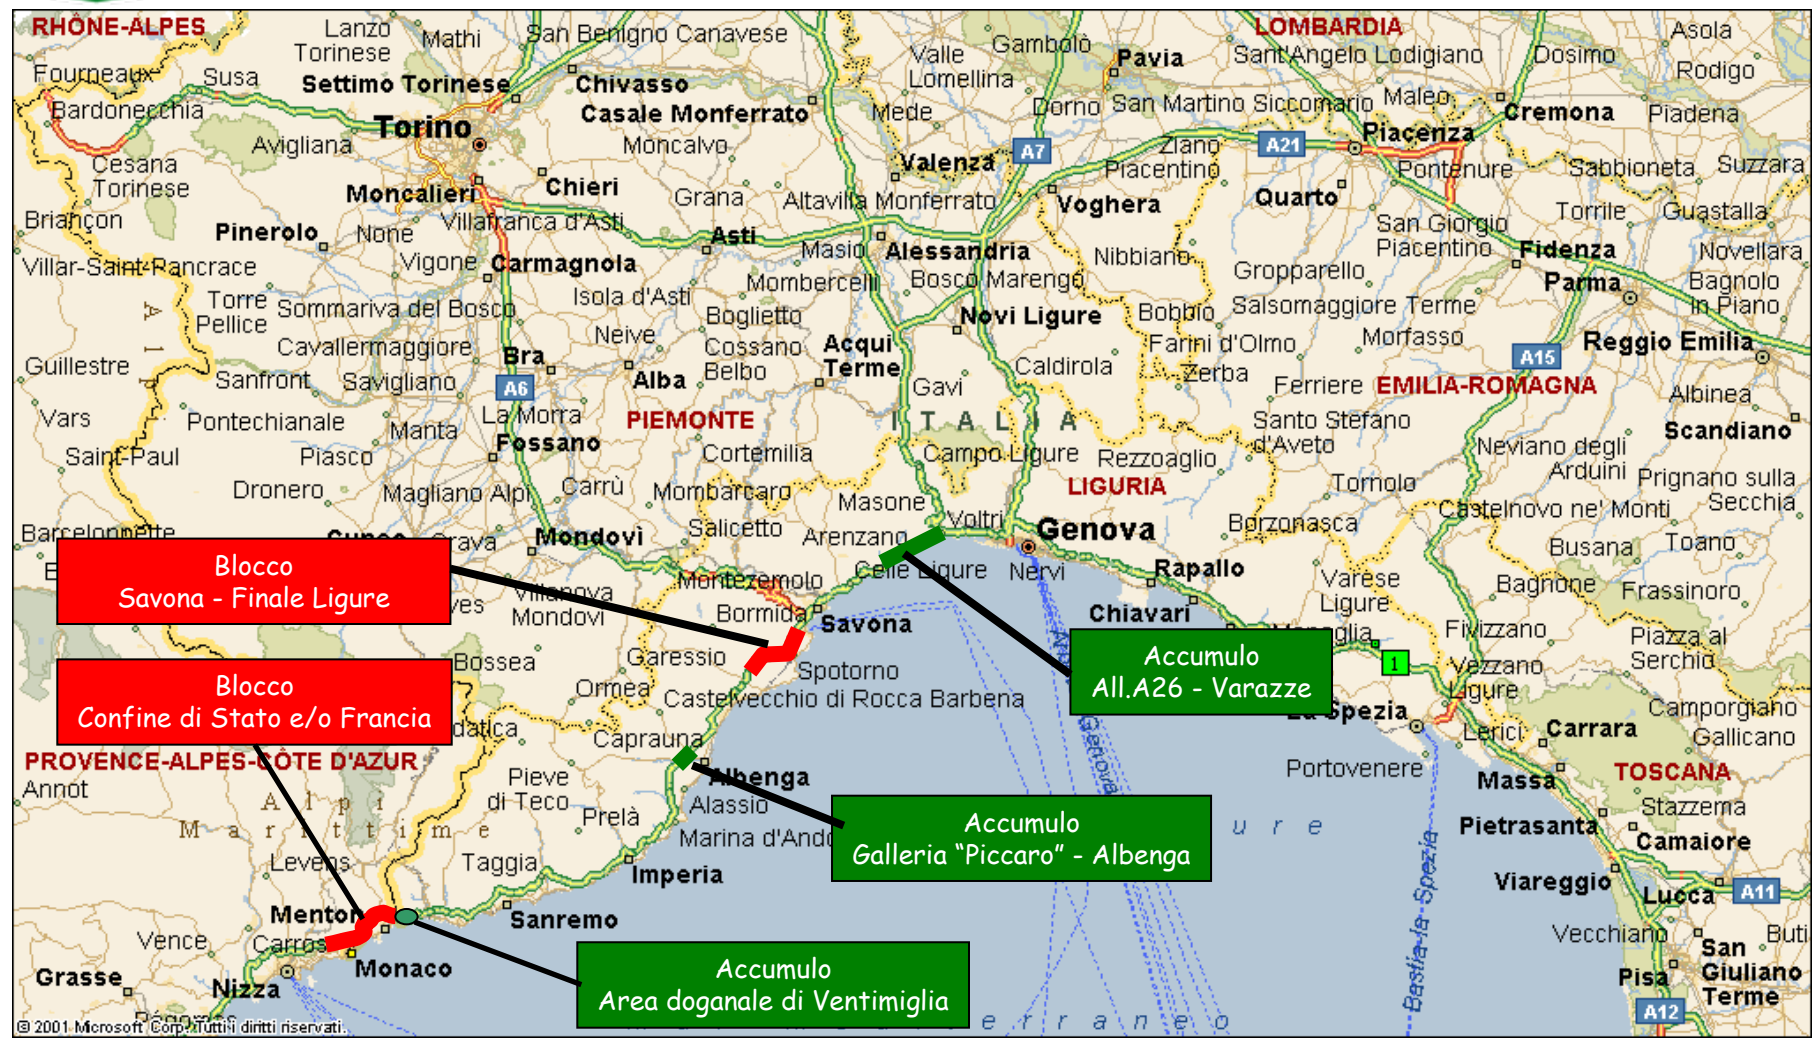 RHÔNE-ALPES
Lanzo
Torinese
Mathi
San Benigno Canavese
Valle
Lomellina
Gambolò
Pavia
LOMBARDIA
Sant'Angelo Lodigiano
Dosimo
Asola
Rodigo
Fourneaux
Susa
Settimo Torinese
Chivasso
Bardonecchia
Casale Monferrato
Mede
Dorno
San Martino Siccomario
Maleo
Cremona
Piadena
Torino
Avigliana
Moncalvo
Valenza
A7
Ziano
Piacentino
A21
Piacenza
Pontenure
Sabbioneta
Suzzara
Cesana
Torinese
Moncalieri
Chieri
Grana
Altavilla Monferrato
Voghera
Quarto
San Giorgio
Piacentino
Torrile
Guastalla
Briançon
Pinerolo
None
Villafranca d'Asti
Asti
Masio
Alessandria
Nibbiano
Fidenza
Novellara
Villar-Saint-Pancrace
Vigone
Carmagnola
Mombercelli
Bosco Marengo
Gropparello
Parma
Bagnolo
in Piano
Torre
Pellice
Sommariva del Bosco
Isola d'Asti
Boglietto
Novi Ligure
Bobbio
Salsomaggiore Terme
Guillestre
Cavallermaggiore
Neive
Cossano
Belbo
Acqui
Terme
Farini d'Olmo
Morfasso
A15
Reggio Emilia
Bra
Alba
Caldirola
Zerba
Ferriere
EMILIA-ROMAGNA
Albinea
Sanfront
Savigliano
A6
Gavi
Vars
Pontechianale
Manta
La Morra
PIEMONTE
I T A L I A
Santo Stefano
d'Aveto
Scandiano
Saint-Paul
Piasco
Fossano
Cortemilia
Campo Ligure
Rezzoaglio
Neviano degli
Arduini
Dronero
Magliano Alpi
Carrù
Mombarcaro
Masone
LIGURIA
Tornolo
Prignano sulla
Secchia
Barcelonnette
Cuneo
Mondovì
Salicetto
Arenzano
Voltri
Genova
Borzonasca
Castelnovo ne' Monti
Busana
Toano
Blocco
Savona - Finale Ligure
Villanova
Mondovì
Montezemolo
Bormida
Savona
Celle Ligure
Nervi
Rapallo
Chiavari
Varese
Ligure
Bagnone
Frassinoro
Fivizzano
Piazza al
Serchio
Accumulo
All.A26 - Varazze
1
Blocco
Confine di Stato e/o Francia
Bossea
Garessio
Spotorno
Ormea
Castelvecchio di Rocca Barbena
Vezzano
Ligure
La Spezia
Camporgiano
Gallicano
Caprauna
Lerici
Carrara
PROVENCE-ALPES-CÔTE D'AZUR
Annot
Pieve
di Teco
Albenga
Alassio
Portovenere
Massa
TOSCANA
Stazzema
A l p i
M a r i t t i m e
Prelà
Marina d'Ando
Accumulo
Galleria “Piccaro” - Albenga
u r e
Pietrasanta
Camaiore
Levens
Taggia
Imperia
Viareggio
Lucca
A11
Menton
Sanremo
Vence
Carros
Monaco
Bastia-la Spezia
Vecchiano
San
Giuliano
Terme
Buti
Grasse
Nizza
Accumulo
Area doganale di Ventimiglia
Pisa
A12
e r r a n e o
© 2001 Microsoft Corp. Tutti i diritti riservati.